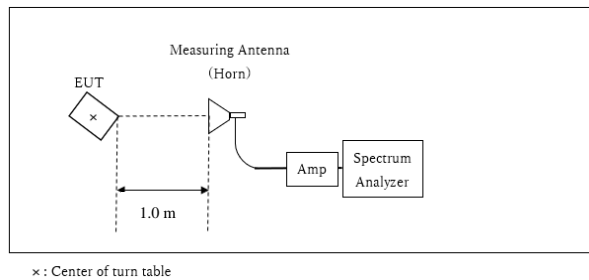 Measuring Antenna
(Horn)
EUT
×
Amp
Spectrum
Analyzer
1.0 m
× : Center of turn table